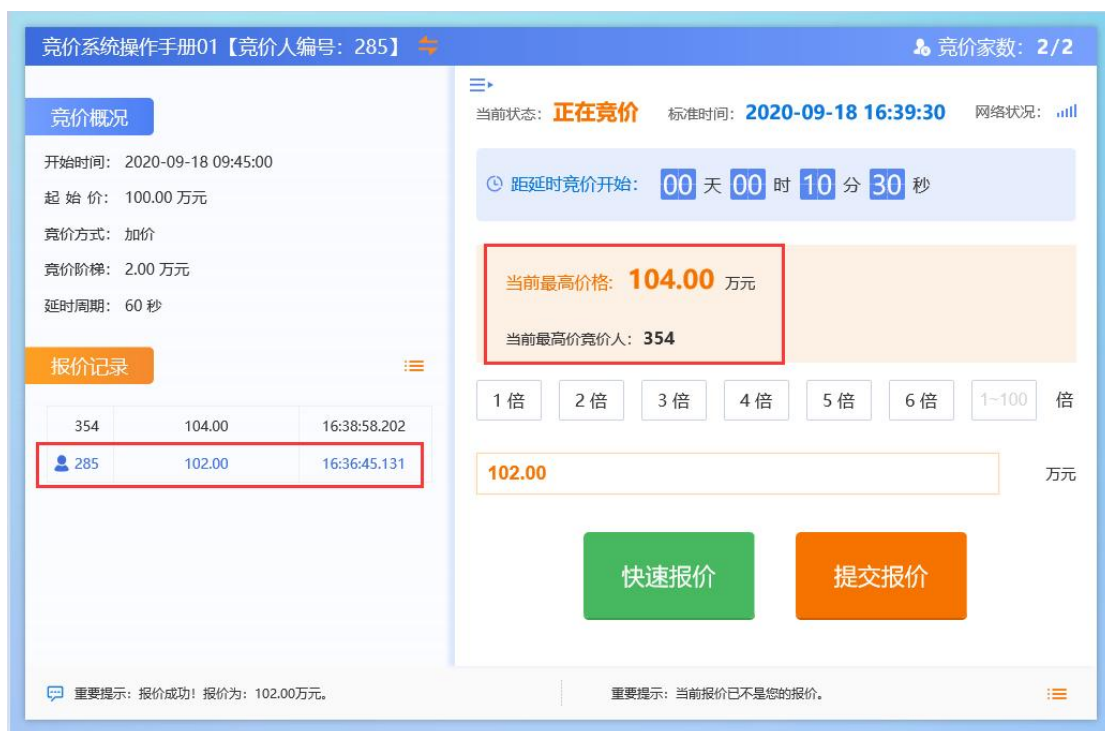 竞价系统操作手册01【竞价人编号：285】
竞价家数：2/2
竞价概况
开始时间： 2020-09-18 09:45:00
起 始 价： 100.00 万元
竞价方式： 加价
竞价阶梯： 2.00 万元
延时周期： 60 秒
报价记录
354 104.00 16:38:58.202
285 102.00 16:36:45.131
当前状态：正在竞价 标准时间：2020-09-18 16:39:30 网络状况：
距延时竞价开始： 00 天 00 时 10 分 30 秒
当前最高价格： 104.00 万元
当前最高价竞价人：354
1 倍 2 倍 3 倍 4 倍 5 倍 6 倍 1~100 倍
102.00 万元
快速报价 提交报价
重要提示：报价成功！报价为：102.00万元。
重要提示：当前报价已不是您的报价。